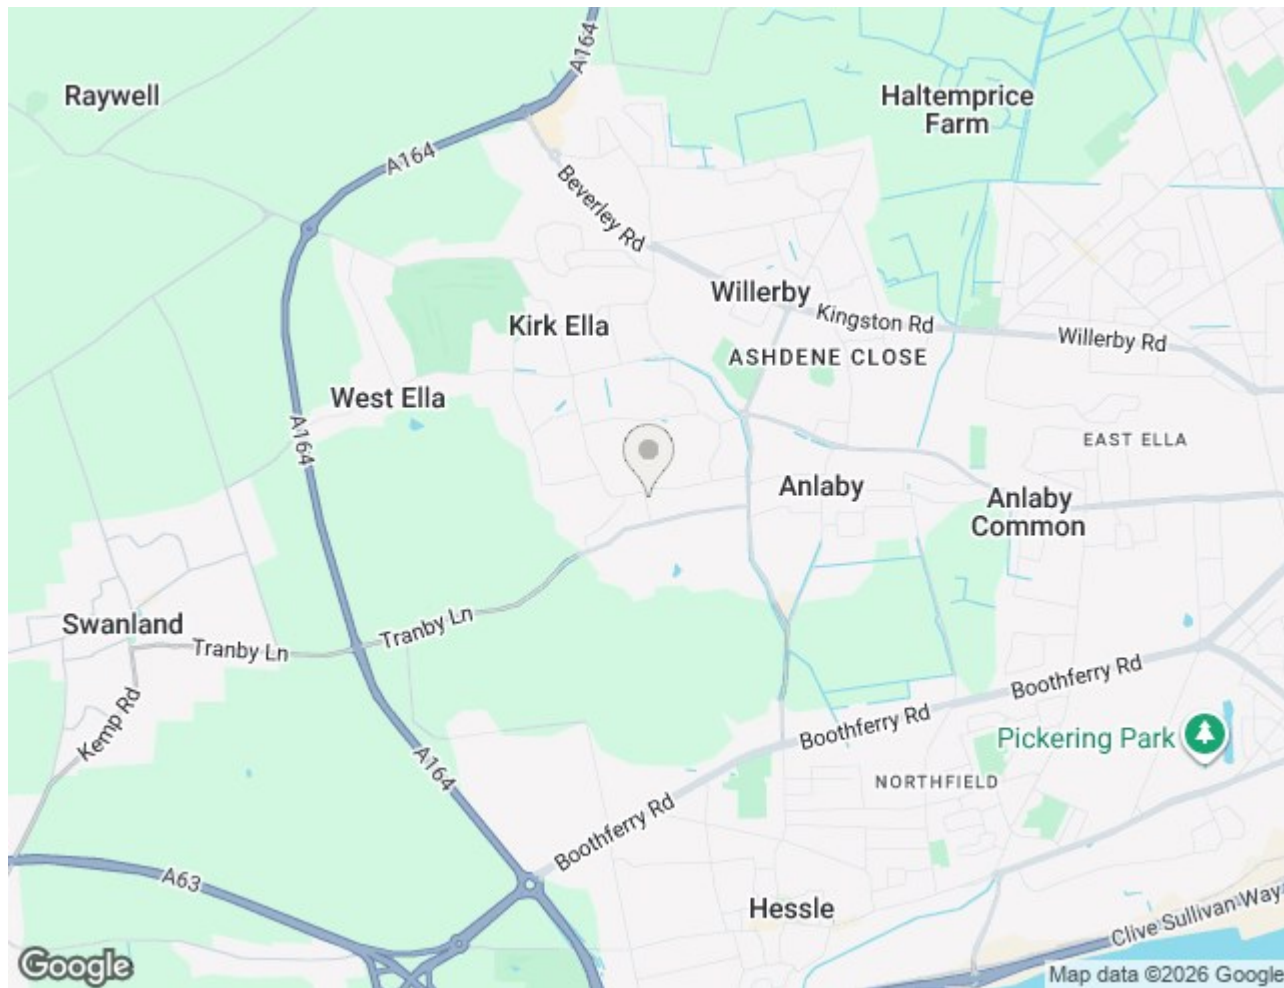 A164
Raywell
Haltemprice
Farm
A164
Beverley Rd
Willerby
Kingston Rd
Kirk Ella
Willerby Rd
ASHDENE CLOSE
West Ella
A164
EAST ELLA
Anlaby
Anlaby
Common
Swanland
Tranby Ln
Tranby Ln
Boothferry Rd
Kemp Rd
Boothferry Rd
Pickering Park
A164
NORTHFIELD
Boothferry Rd
A63
Hessle
Clive Sullivan Way
Google
Map data ©2026 Google